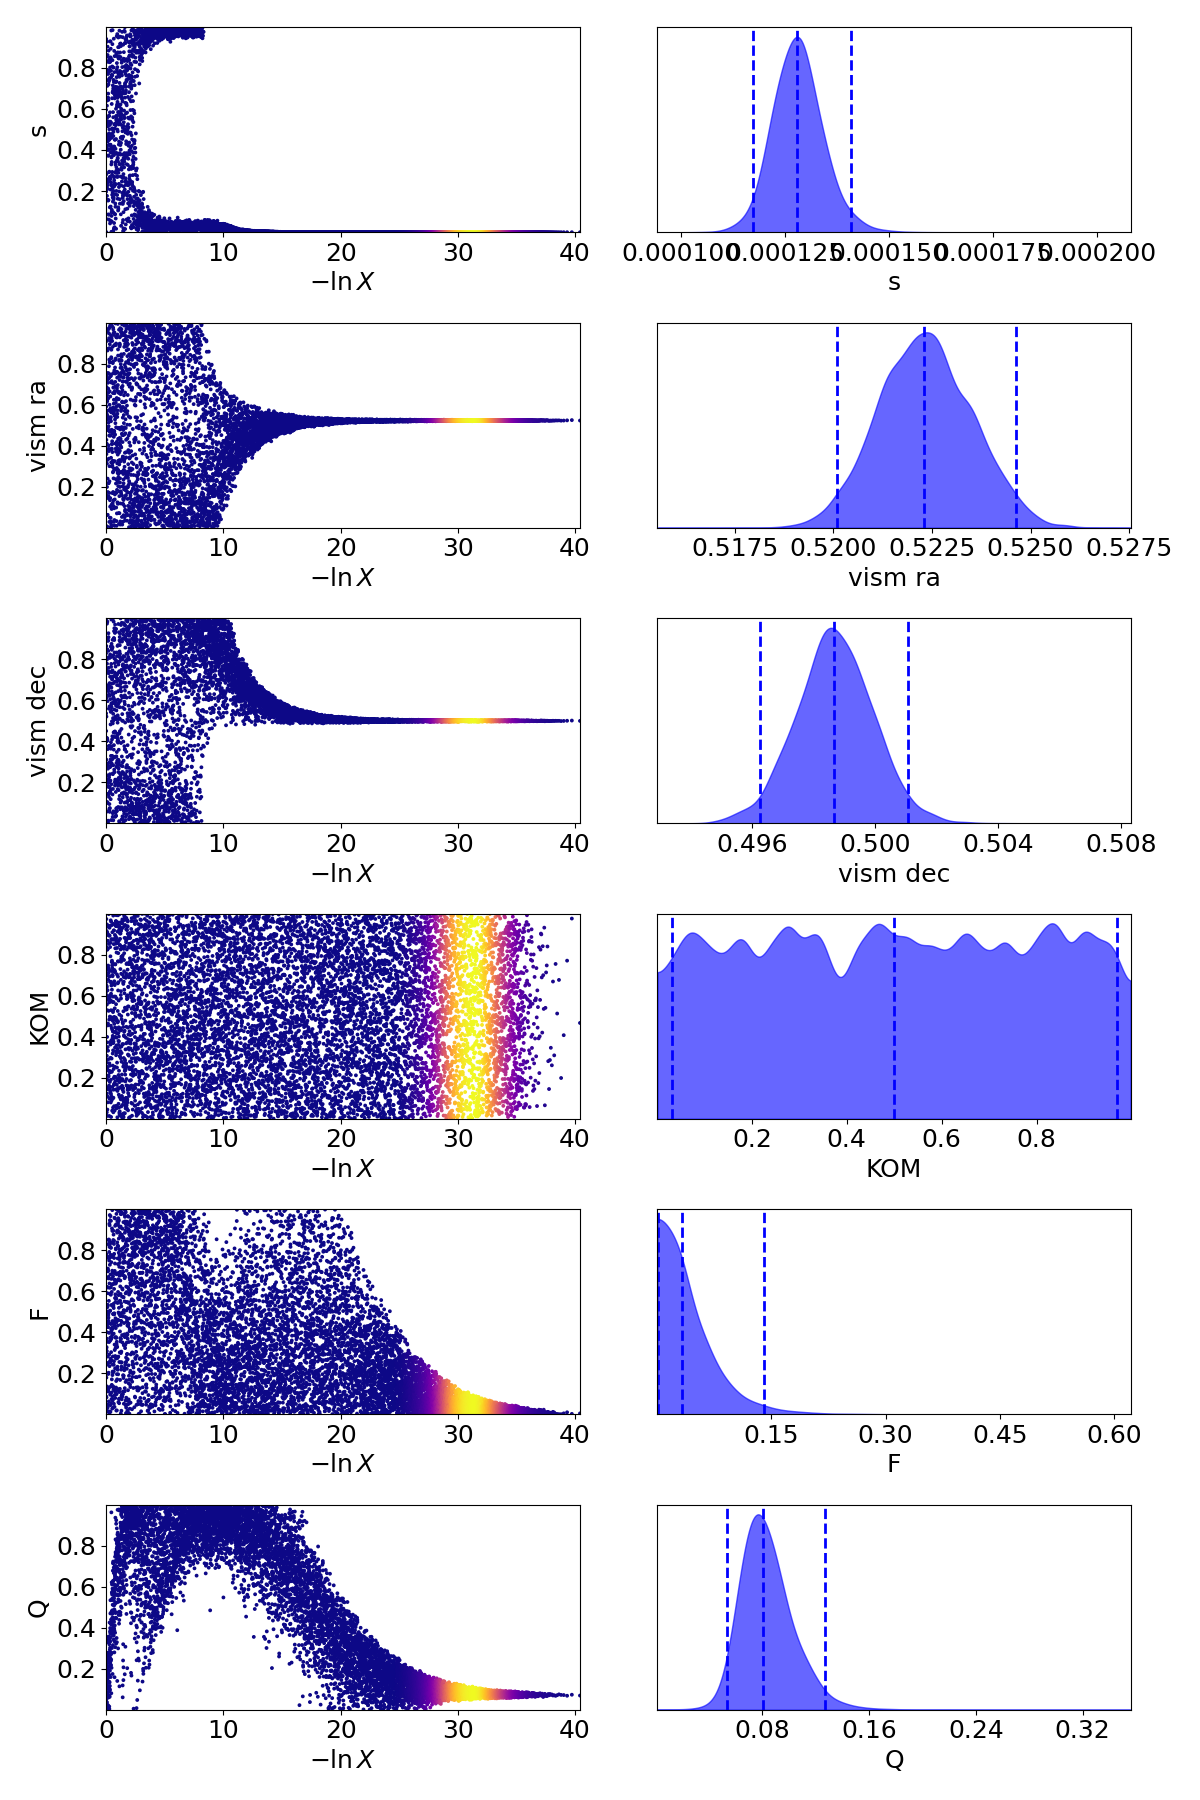 s
0.8
0.6
0.4
0.2
0 10 20 30 40
−ln X
0.000100 0.000125 0.000150 0.000175 0.000200
s
vism ra
0.8
0.6
0.4
0.2
0 10 20 30 40
−ln X
0.5175 0.5200 0.5225 0.5250 0.5275
vism ra
vism dec
0.8
0.6
0.4
0.2
0 10 20 30 40
−ln X
0.496 0.500 0.504 0.508
vism dec
KOM
0.8
0.6
0.4
0.2
0 10 20 30 40
−ln X
0.2 0.4 0.6 0.8
KOM
F
0.8
0.6
0.4
0.2
0 10 20 30 40
−ln X
0.15 0.30 0.45 0.60
F
Q
0.8
0.6
0.4
0.2
0 10 20 30 40
−ln X
0.08 0.16 0.24 0.32
Q